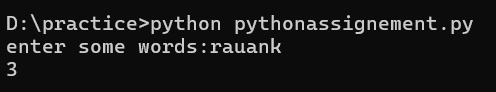 D:\practice>python pythonassignement.py
enter some words:rauank
3